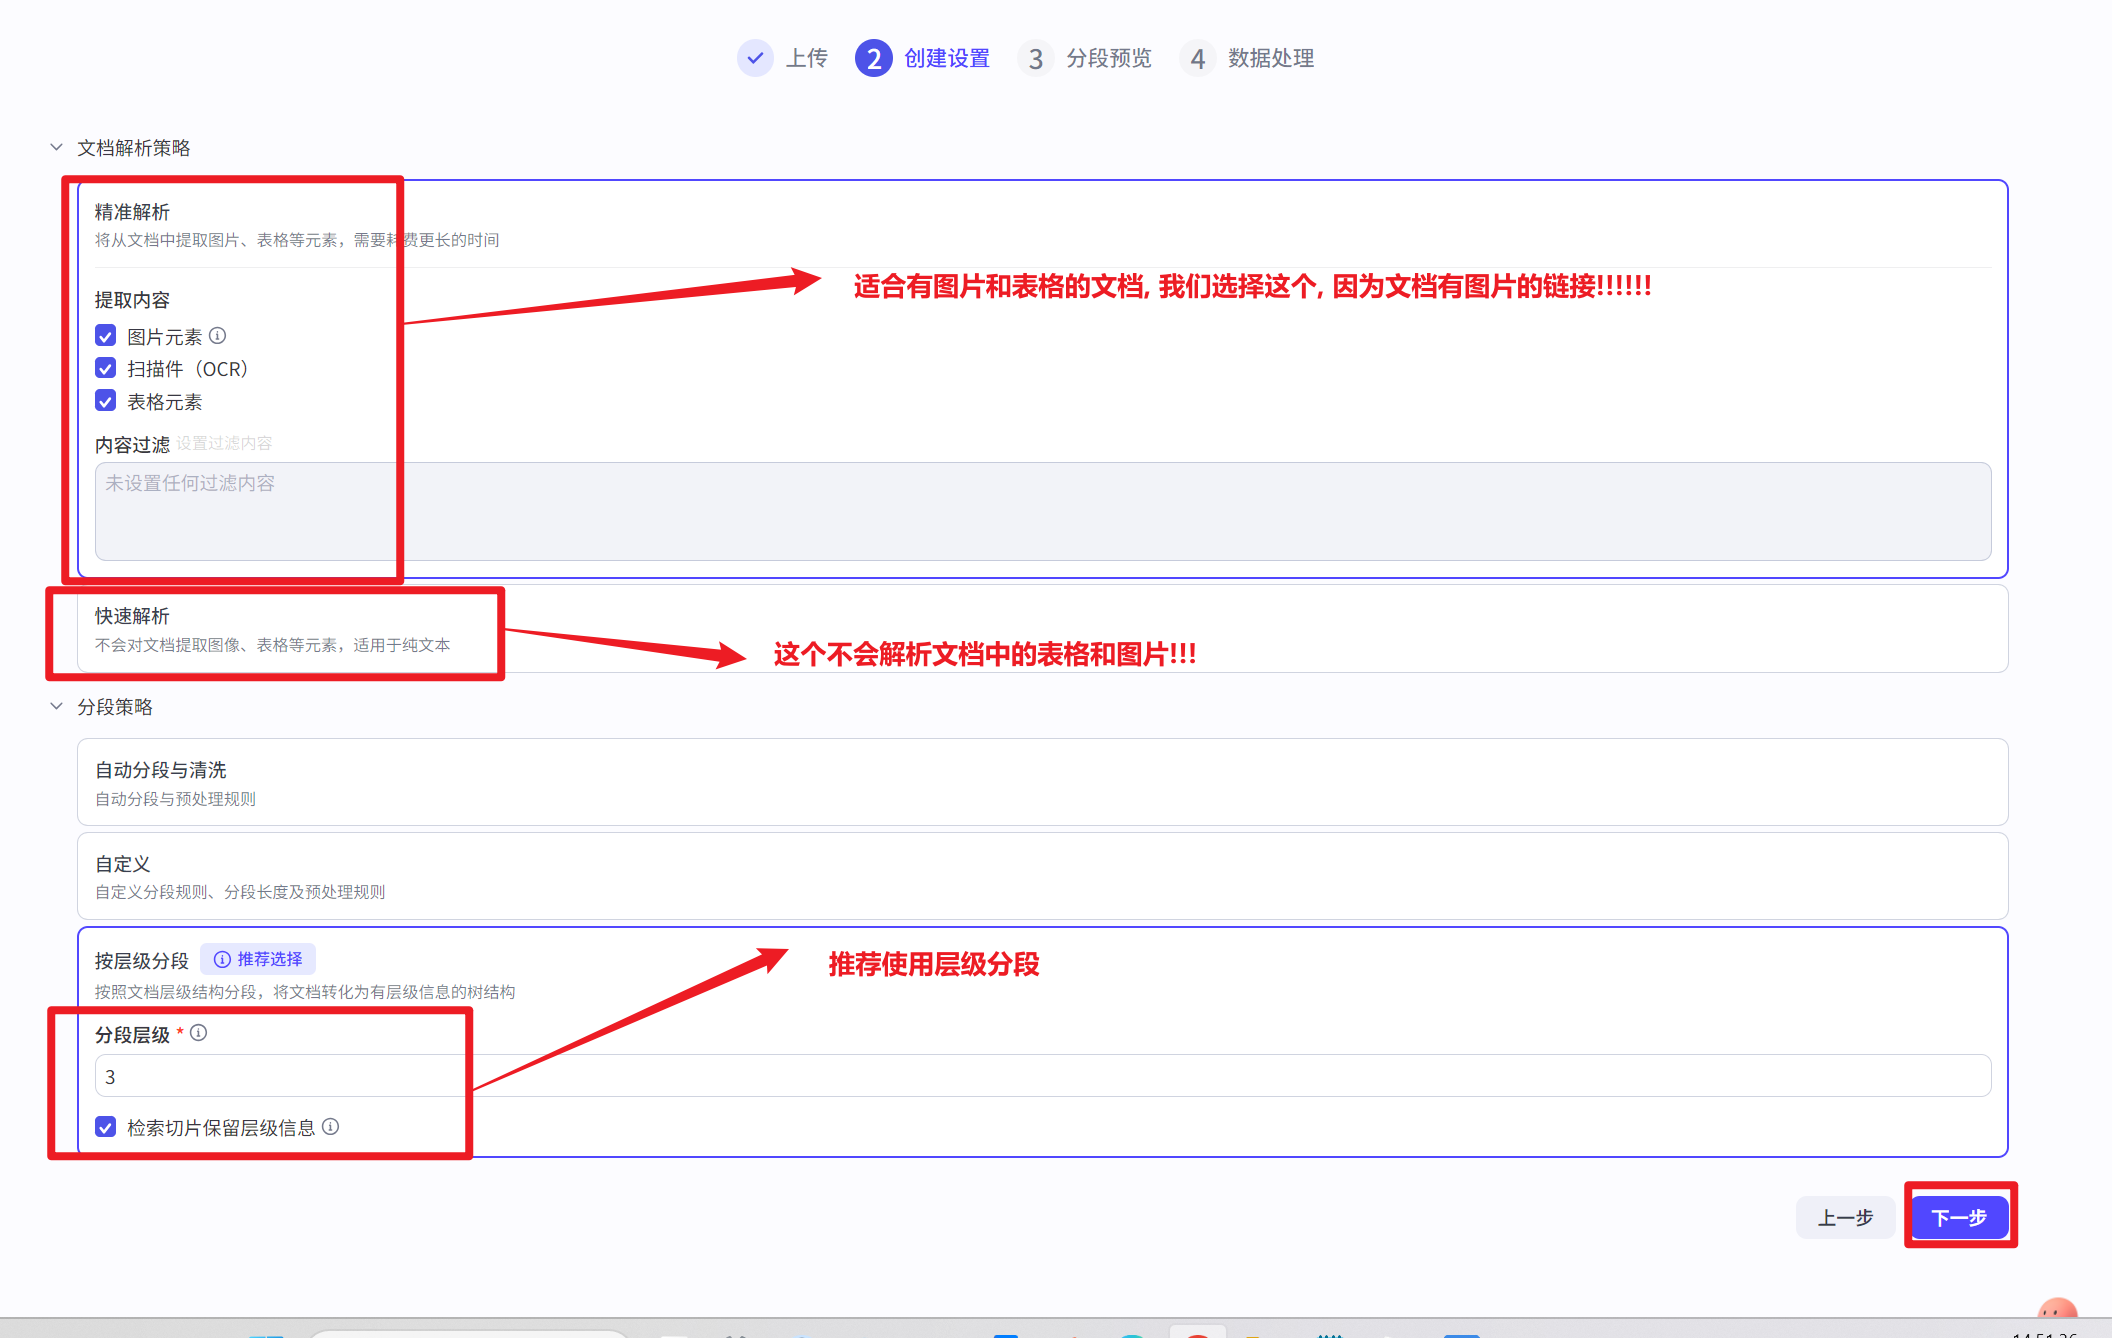 上传
2 创建设置
3 分段预览
4 数据处理
文档解析策略
精准解析
将从文档中提取图片、表格等元素，需要耗费更长的时间
适合有图片和表格的文档, 我们选择这个, 因为文档有图片的链接!!!!!!
提取内容
图片元素
扫描件（OCR）
表格元素
内容过滤 设置过滤内容
未设置任何过滤内容
快速解析
不会对文档提取图像、表格等元素，适用于纯文本
这个不会解析文档中的表格和图片!!!
分段策略
自动分段与清洗
自动分段与预处理规则
自定义
自定义分段规则、分段长度及预处理规则
按层级分段 推荐选择
推荐使用层级分段
按照文档层级结构分段，将文档转化为有层级信息的树结构
分段层级 *
3
检索切片保留层级信息
上一步
下一步